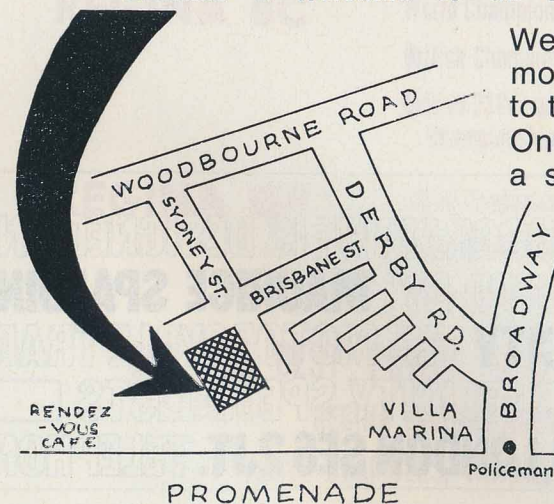 We
mo
to t
On
a s
WOODBOURNE ROAD
SYDNEY ST.
BRISBANE ST.
DERBY RD.
BROADWAY
RENDEZ
-VOUS
CAFE
VILLA
MARINA
Policeman
PROMENADE